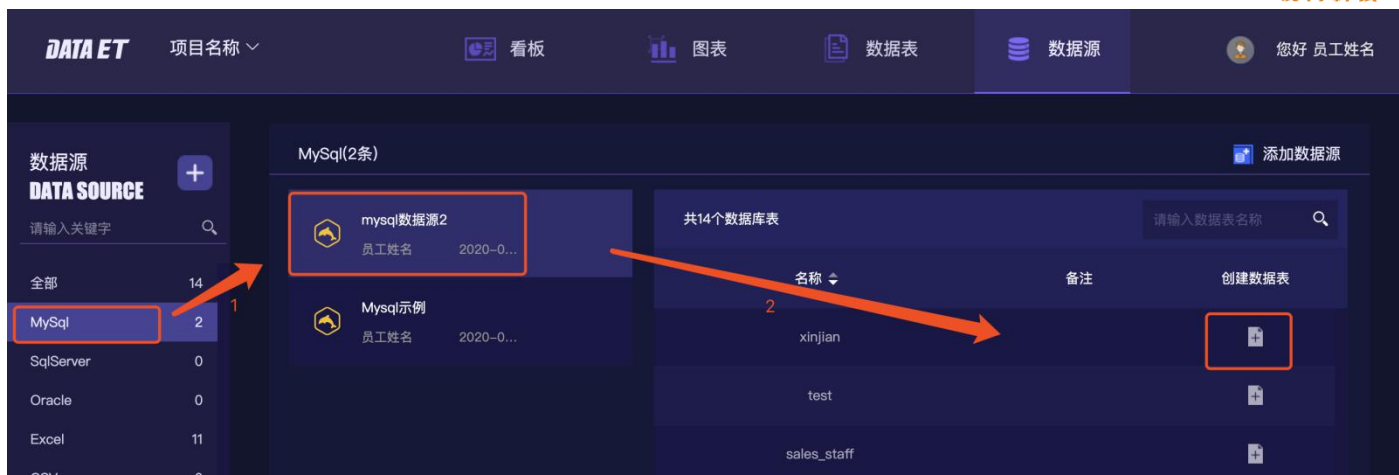 DATA ET 项目名称 看板 图表 数据表 数据源 您好 员工姓名
数据源
DATA SOURCE
请输入关键字
全部 14
MySql 2
SqlServer 0
Oracle 0
Excel 11
1
MySql(2条) 添加数据源
mysql数据源2
员工姓名 2020-0...
Mysql示例
员工姓名 2020-0...
共14个数据库表 请输入数据表名称
名称 备注 创建数据表
2
xinjian
test
sales_staff